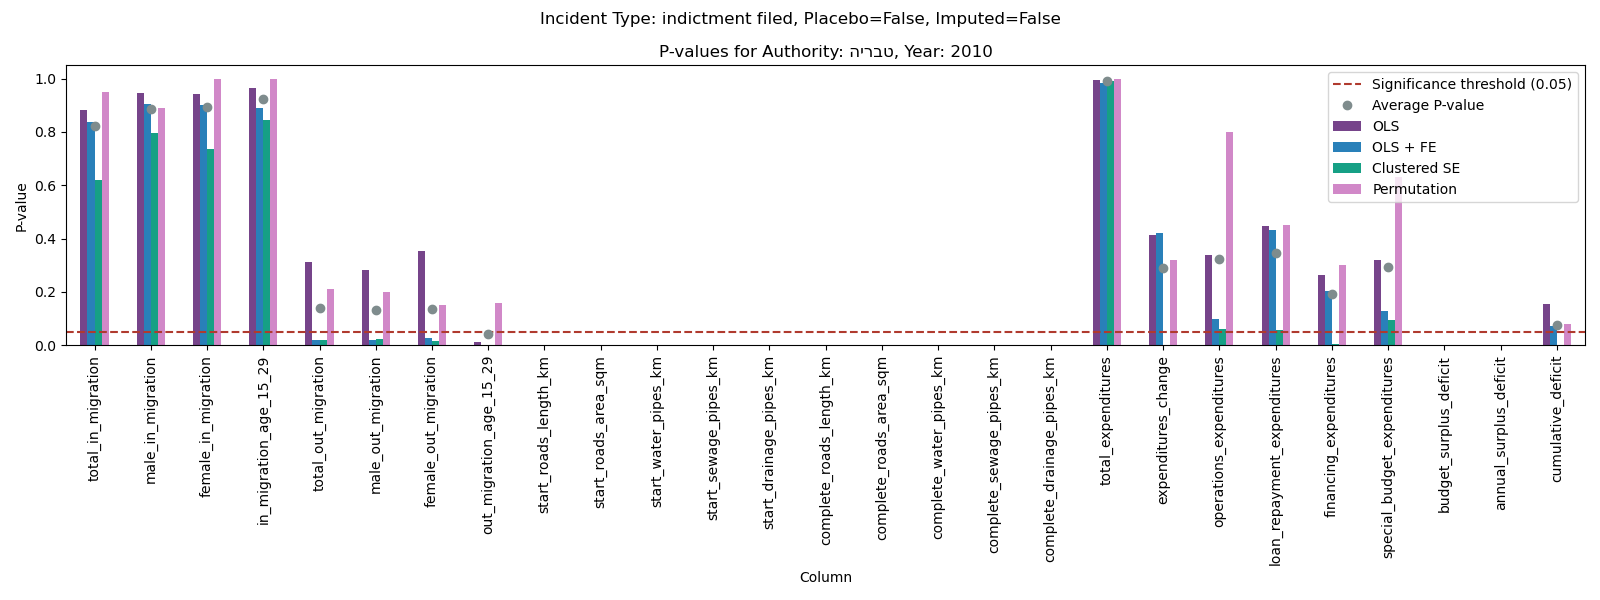 Incident Type: indictment filed, Placebo=False, Imputed=False
P-values for Authority: טבריה, Year: 2010
Significance threshold (0.05)
Average P-value
OLS
OLS + FE
Clustered SE
Permutation
P-value
1.0
0.8
0.6
0.4
0.2
0.0
total_in_migration
male_in_migration
female_in_migration
in_migration_age_15_29
total_out_migration
male_out_migration
female_out_migration
out_migration_age_15_29
start_roads_length_km
start_roads_area_sqm
start_water_pipes_km
start_sewage_pipes_km
start_drainage_pipes_km
complete_roads_length_km
complete_roads_area_sqm
complete_water_pipes_km
complete_sewage_pipes_km
complete_drainage_pipes_km
total_expenditures
expenditures_change
operations_expenditures
loan_repayment_expenditures
financing_expenditures
special_budget_expenditures
budget_surplus_deficit
annual_surplus_deficit
cumulative_deficit
Column